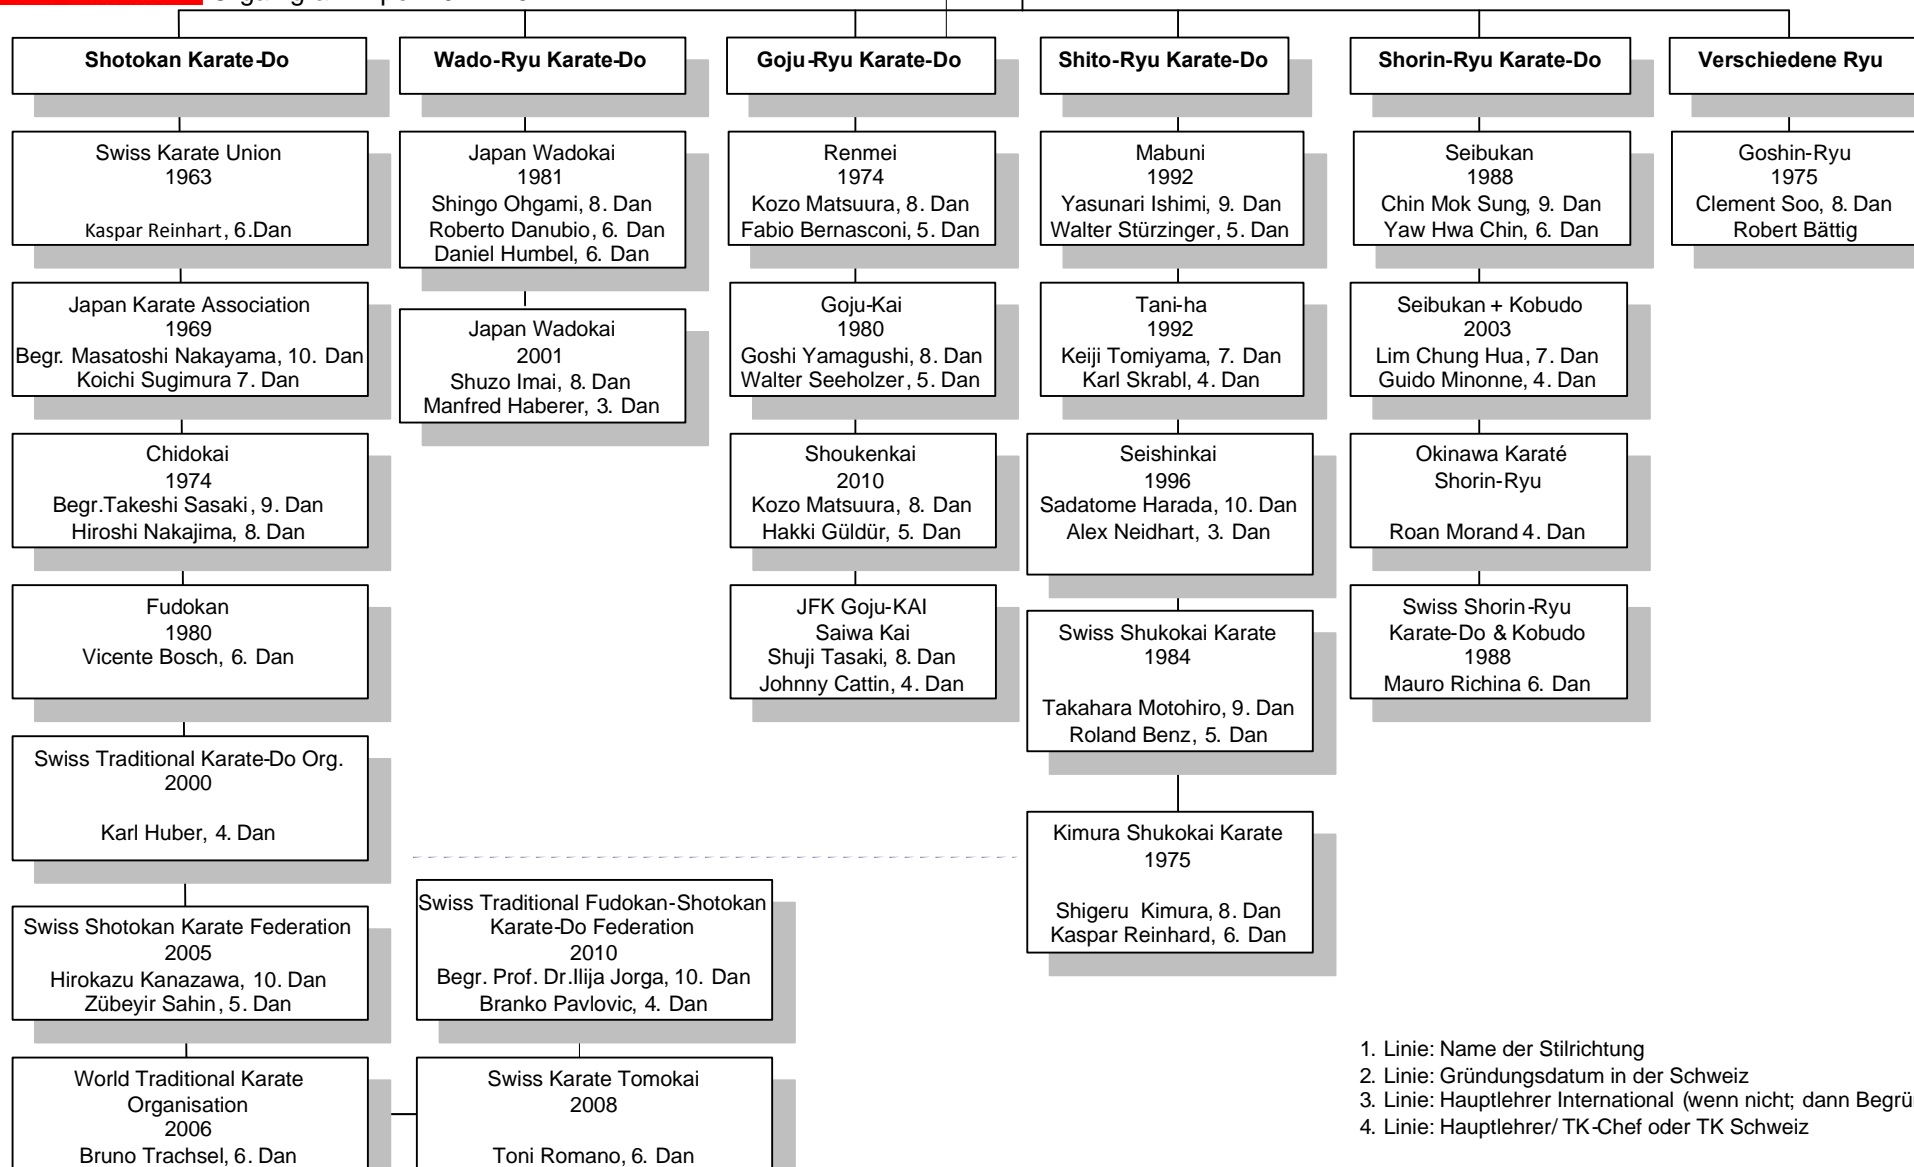 Shotokan Karate-Do
Wado-Ryu Karate-Do
Goju-Ryu Karate-Do
Shito-Ryu Karate-Do
Shorin-Ryu Karate-Do
Verschiedene Ryu
Swiss Karate Union
1963
Kaspar Reinhart, 6.Dan
Japan Karate Association
1969
Begr. Masatoshi Nakayama, 10. Dan
Koichi Sugimura 7. Dan
Chidokai
1974
Begr.Takeshi Sasaki, 9. Dan
Hiroshi Nakajima, 8. Dan
Fudokan
1980
Vicente Bosch, 6. Dan
Swiss Traditional Karate-Do Org.
2000
Karl Huber, 4. Dan
Swiss Shotokan Karate Federation
2005
Hirokazu Kanazawa, 10. Dan
Zübeyir Sahin, 5. Dan
World Traditional Karate
Organisation
2006
Bruno Trachsel, 6. Dan
Swiss Traditional Fudokan-Shotokan
Karate-Do Federation
2010
Begr. Prof. Dr.Ilija Jorga, 10. Dan
Branko Pavlovic, 4. Dan
Swiss Karate Tomokai
2008
Toni Romano, 6. Dan
Japan Wadokai
1981
Shingo Ohgami, 8. Dan
Roberto Danubio, 6. Dan
Daniel Humbel, 6. Dan
Japan Wadokai
2001
Shuzo Imai, 8. Dan
Manfred Haberer, 3. Dan
Renmei
1974
Kozo Matsuura, 8. Dan
Fabio Bernasconi, 5. Dan
Goju-Kai
1980
Goshi Yamagushi, 8. Dan
Walter Seeholzer, 5. Dan
Shoukenkai
2010
Kozo Matsuura, 8. Dan
Hakki Güldür, 5. Dan
JFK Goju-KAI
Saiwa Kai
Shuji Tasaki, 8. Dan
Johnny Cattin, 4. Dan
Mabuni
1992
Yasunari Ishimi, 9. Dan
Walter Stürzinger, 5. Dan
Tani-ha
1992
Keiji Tomiyama, 7. Dan
Karl Skrabl, 4. Dan
Seishinkai
1996
Sadatome Harada, 10. Dan
Alex Neidhart, 3. Dan
Swiss Shukokai Karate
1984
Takahara Motohiro, 9. Dan
Roland Benz, 5. Dan
Kimura Shukokai Karate
1975
Shigeru Kimura, 8. Dan
Kaspar Reinhard, 6. Dan
Seibukan
1988
Chin Mok Sung, 9. Dan
Yaw Hwa Chin, 6. Dan
Seibukan + Kobudo
2003
Lim Chung Hua, 7. Dan
Guido Minonne, 4. Dan
Okinawa Karaté
Shorin-Ryu
Roan Morand 4. Dan
Swiss Shorin-Ryu
Karate-Do & Kobudo
1988
Mauro Richina 6. Dan
Goshin-Ryu
1975
Clement Soo, 8. Dan
Robert Bättig
1. Linie: Name der Stilrichtung
2. Linie: Gründungsdatum in der Schweiz
3. Linie: Hauptlehrer International (wenn nicht; dann
4. Linie: Hauptlehrer/ TK-Chef oder TK Schweiz